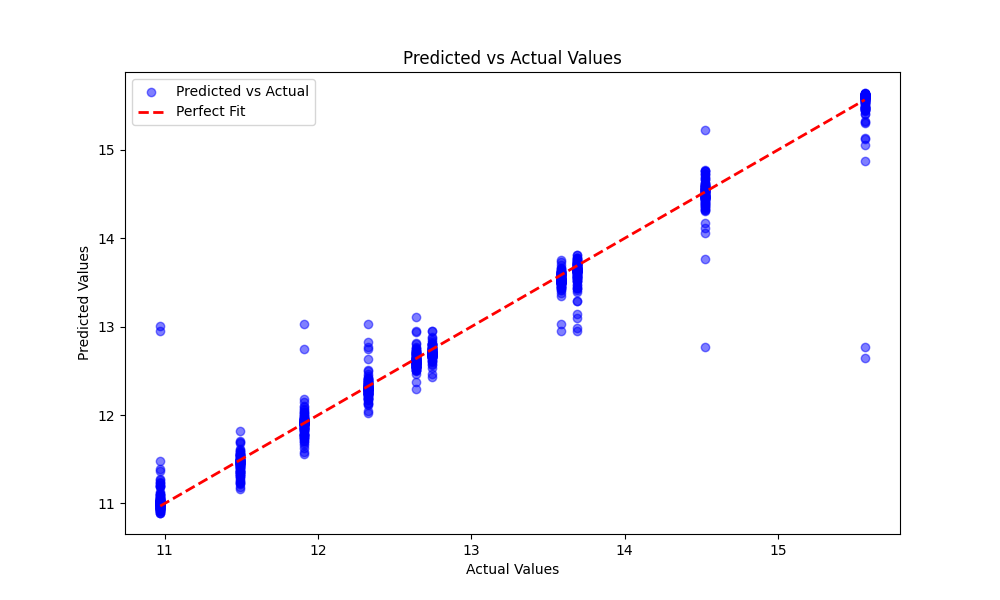 Predicted vs Actual Values
Predicted vs Actual
Perfect Fit
15
14
13
12
11
Predicted Values
11 12 13 14 15
Actual Values